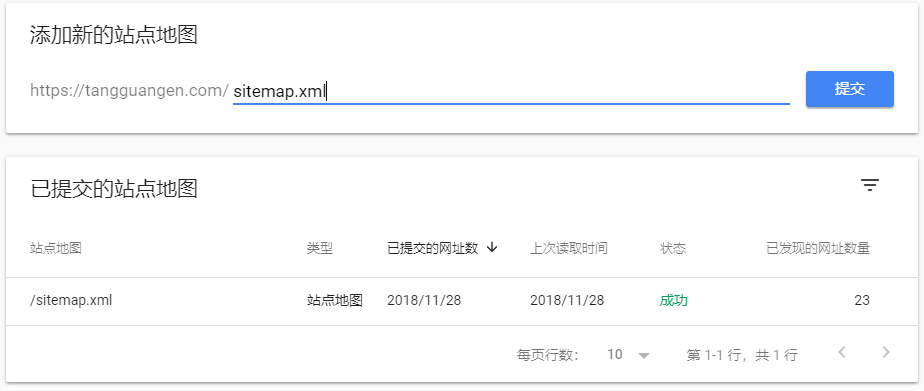 添加新的站点地图
https://tangguangen.com/ sitemap.xml 提交
已提交的站点地图
站点地图 类型 已提交的网址数 上次读取时间 状态 已发现的网址数量
/sitemap.xml 站点地图 2018/11/28 2018/11/28 成功 23
每页行数: 10 第 1-1 行，共 1 行